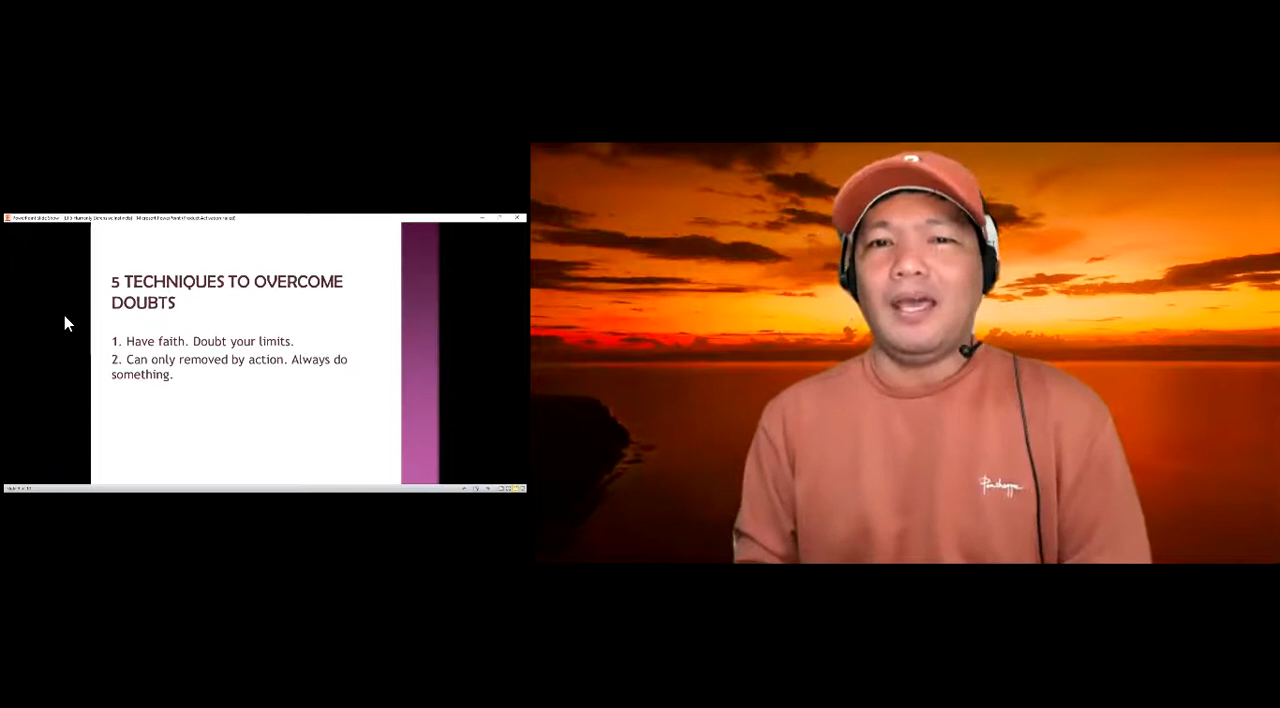 5 TECHNIQUES TO OVERCOME
DOUBTS
1. Have faith. Doubt your limits.
2. Can only removed by action. Always do
something.
Penshoppe